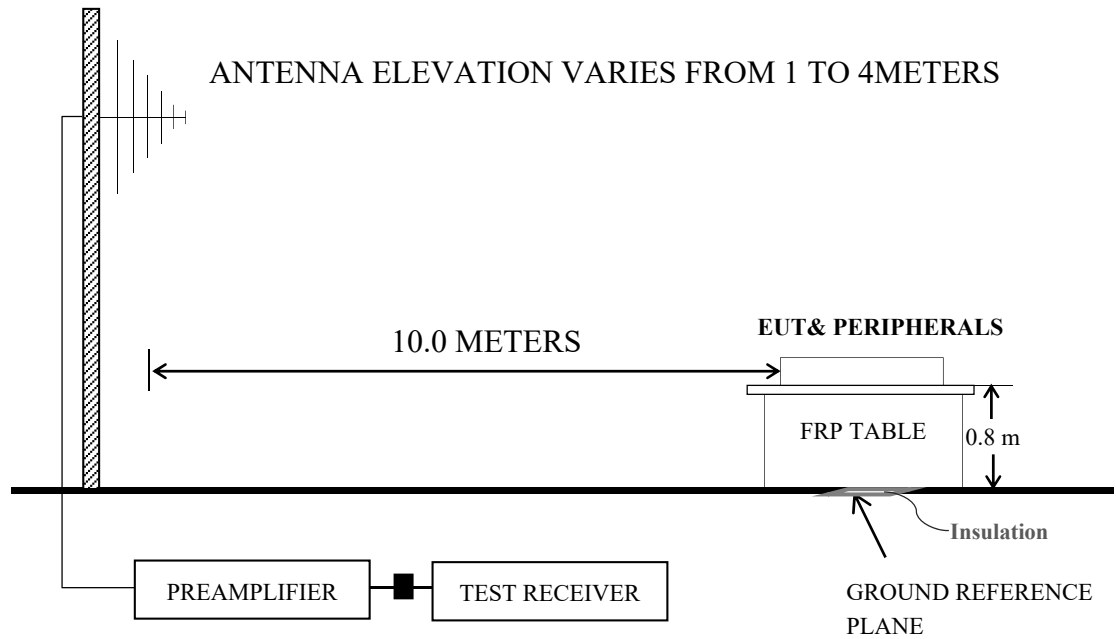 ANTENNA ELEVATION VARIES FROM 1 TO 4METERS
EUT& PERIPHERALS
10.0 METERS
FRP TABLE
0.8 m
Insulation
PREAMPLIFIER
TEST RECEIVER
GROUND REFERENCE
PLANE